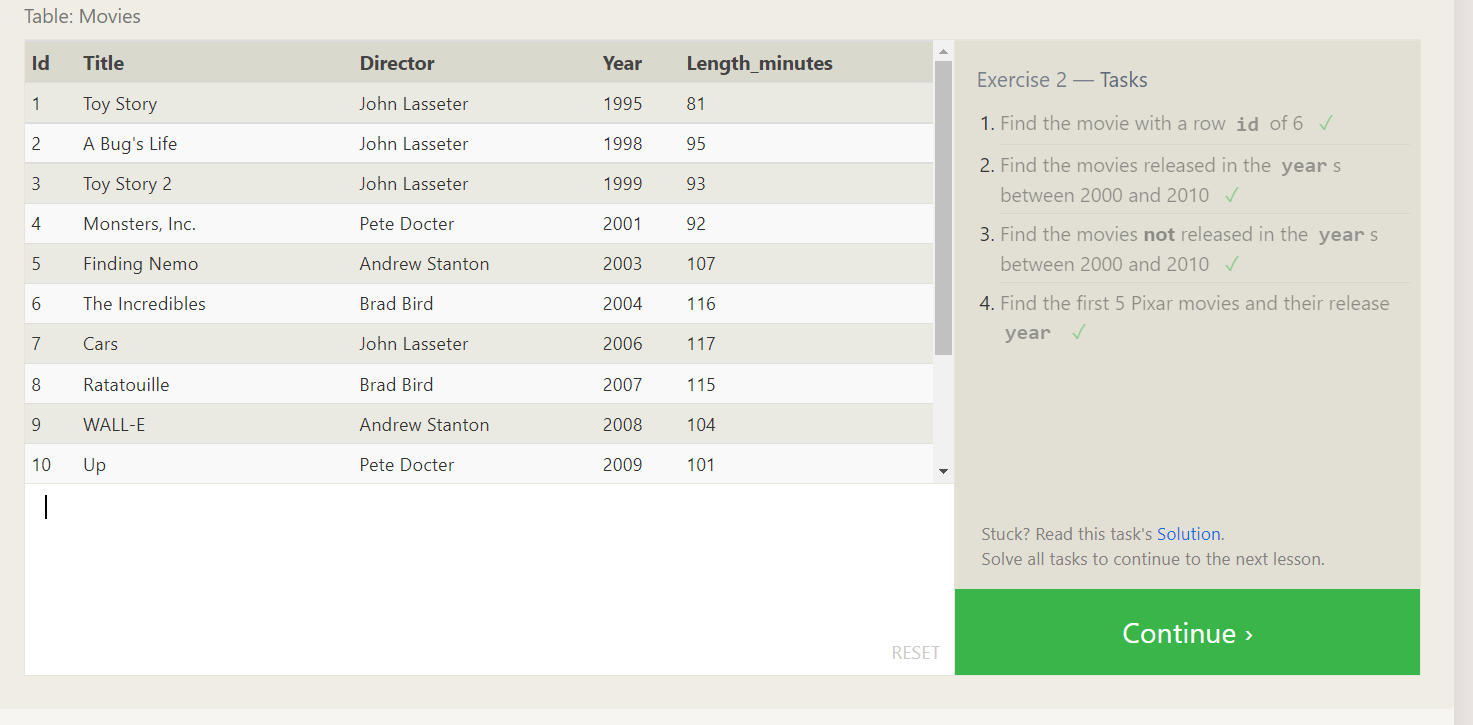 Table: Movies
Id Title Director Year Length_minutes
1 Toy Story John Lasseter 1995 81
2 A Bug's Life John Lasseter 1998 95
3 Toy Story 2 John Lasseter 1999 93
4 Monsters, Inc. Pete Docter 2001 92
5 Finding Nemo Andrew Stanton 2003 107
6 The Incredibles Brad Bird 2004 116
7 Cars John Lasseter 2006 117
8 Ratatouille Brad Bird 2007 115
9 WALL-E Andrew Stanton 2008 104
10 Up Pete Docter 2009 101
RESET
Exercise 2 — Tasks
1. Find the movie with a row id of 6 ✓
2. Find the movies released in the year s
between 2000 and 2010 ✓
3. Find the movies not released in the year s
between 2000 and 2010 ✓
4. Find the first 5 Pixar movies and their release
year ✓
Stuck? Read this task's Solution.
Solve all tasks to continue to the next lesson.
Continue ›